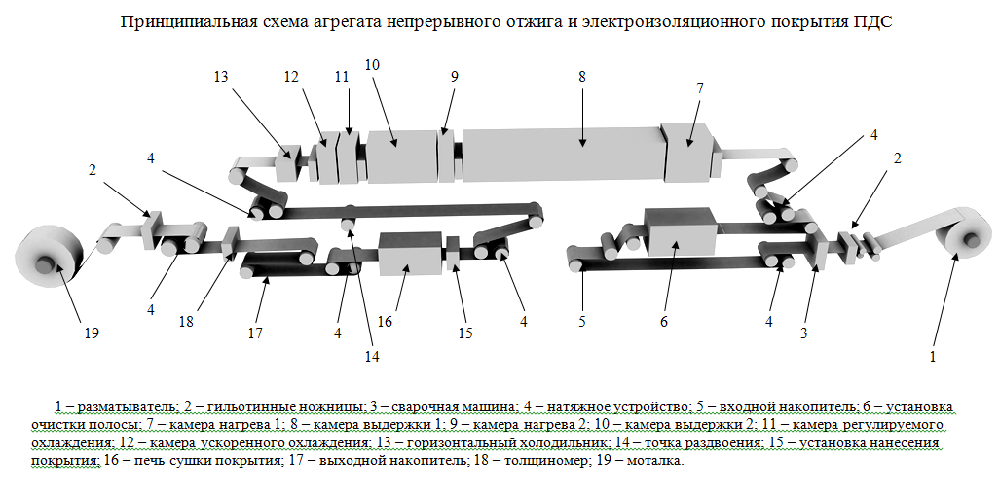 Принципиальная схема агрегата непрерывного отжига и электроизоляционного покрытия ПДС
13 12 11 10 9 8 7
4 4
2 2
4 18 17 4 16 15 4 5 6 4 3
19 14 1
1 – разматыватель; 2 – гильотинные ножницы; 3 – сварочная машина; 4 – натяжное устройство; 5 – входной накопитель; 6 – установка
очистки полосы; 7 – камера нагрева 1; 8 – камера выдержки 1; 9 – камера нагрева 2; 10 – камера выдержки 2; 11 – камера регулируемого
охлаждения; 12 – камера ускоренного охлаждения; 13 – горизонтальный холодильник; 14 – точка раздвоения; 15 – установка нанесения
покрытия; 16 – печь сушки покрытия; 17 – выходной накопитель; 18 – толщиномер; 19 – моталка.